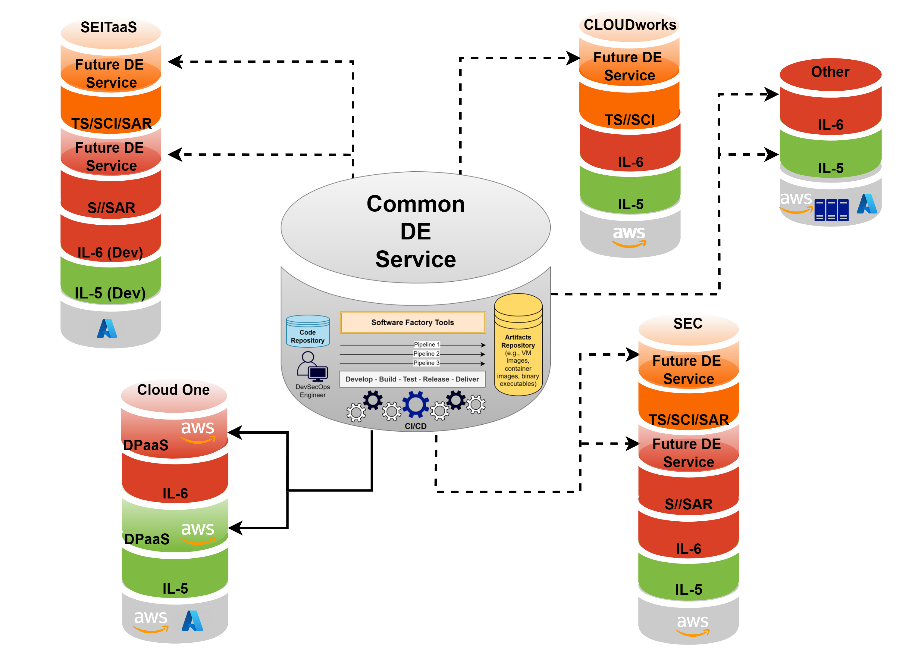 SEITaaS
Future DE
Service
TS/SCI/SAR
Future DE
Service
S//SAR
IL-6 (Dev)
IL-5 (Dev)
CLOUDworks
Future DE
Service
TS//SCI
IL-6
IL-5
aws
Other
IL-6
IL-5
aws
Common
DE
Service
Code
Repository
Software Factory Tools
Pipeline 1
Pipeline 2
Pipeline 3
DevSecOps
Engineer
Develop - Build - Test - Release - Deliver
CI/CD
Artifacts
Repository
(e.g., VM
images,
container
images, binary
executables)
Cloud One
aws
DPaaS
IL-6
aws
DPaaS
IL-5
aws
SEC
Future DE
Service
TS/SCI/SAR
Future DE
Service
S//SAR
IL-6
IL-5
aws